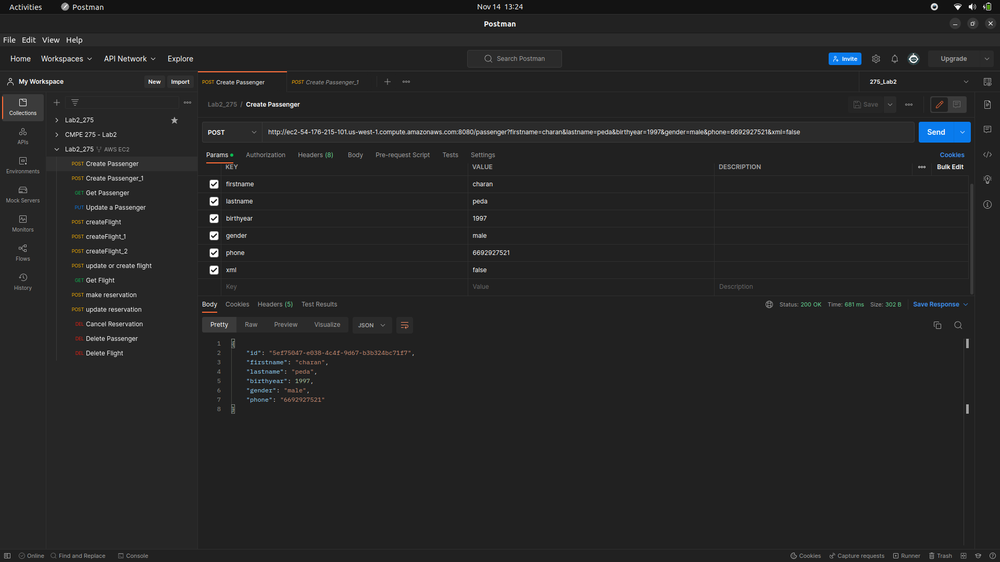 Activities Postman Nov 14 13:24
Postman
File Edit View Help
Home Workspaces API Network Explore Search Postman Invite Upgrade
My Workspace New Import POST Create Passenger POST Create Passenger_1 275_Lab2
Collections
APIs
Environments
Mock Servers
Monitors
Flows
History
Lab2_275
CMPE 275 - Lab2
Lab2_275 AWS EC2
POST Create Passenger
POST Create Passenger_1
GET Get Passenger
PUT Update a Passenger
POST createFlight
POST createFlight_1
POST createFlight_2
POST update or create flight
GET Get Flight
POST make reservation
POST update reservation
DEL Cancel Reservation
DEL Delete Passenger
DEL Delete Flight
Lab2_275 / Create Passenger Save
POST http://ec2-54-176-215-101.us-west-1.compute.amazonaws.com:8080/passenger?firstname=charan&lastname=peda&birthyear=1997&gender=male&phone=6692927521&xml=false Send
Params Authorization Headers (8) Body Pre-request Script Tests Settings Cookies
KEY VALUE DESCRIPTION Bulk Edit
firstname charan
lastname peda
birthyear 1997
gender male
phone 6692927521
xml false
Key Value Description
Body Cookies Headers (5) Test Results Status: 200 OK Time: 681 ms Size: 302 B Save Response
Pretty Raw Preview Visualize JSON
1 {
2 "id": "5ef75047-e038-4c4f-9d67-b3b324bc71f7",
3 "firstname": "charan",
4 "lastname": "peda",
5 "birthyear": 1997,
6 "gender": "male",
7 "phone": "6692927521"
8 }
Online Find and Replace Console Cookies Capture requests Runner Trash